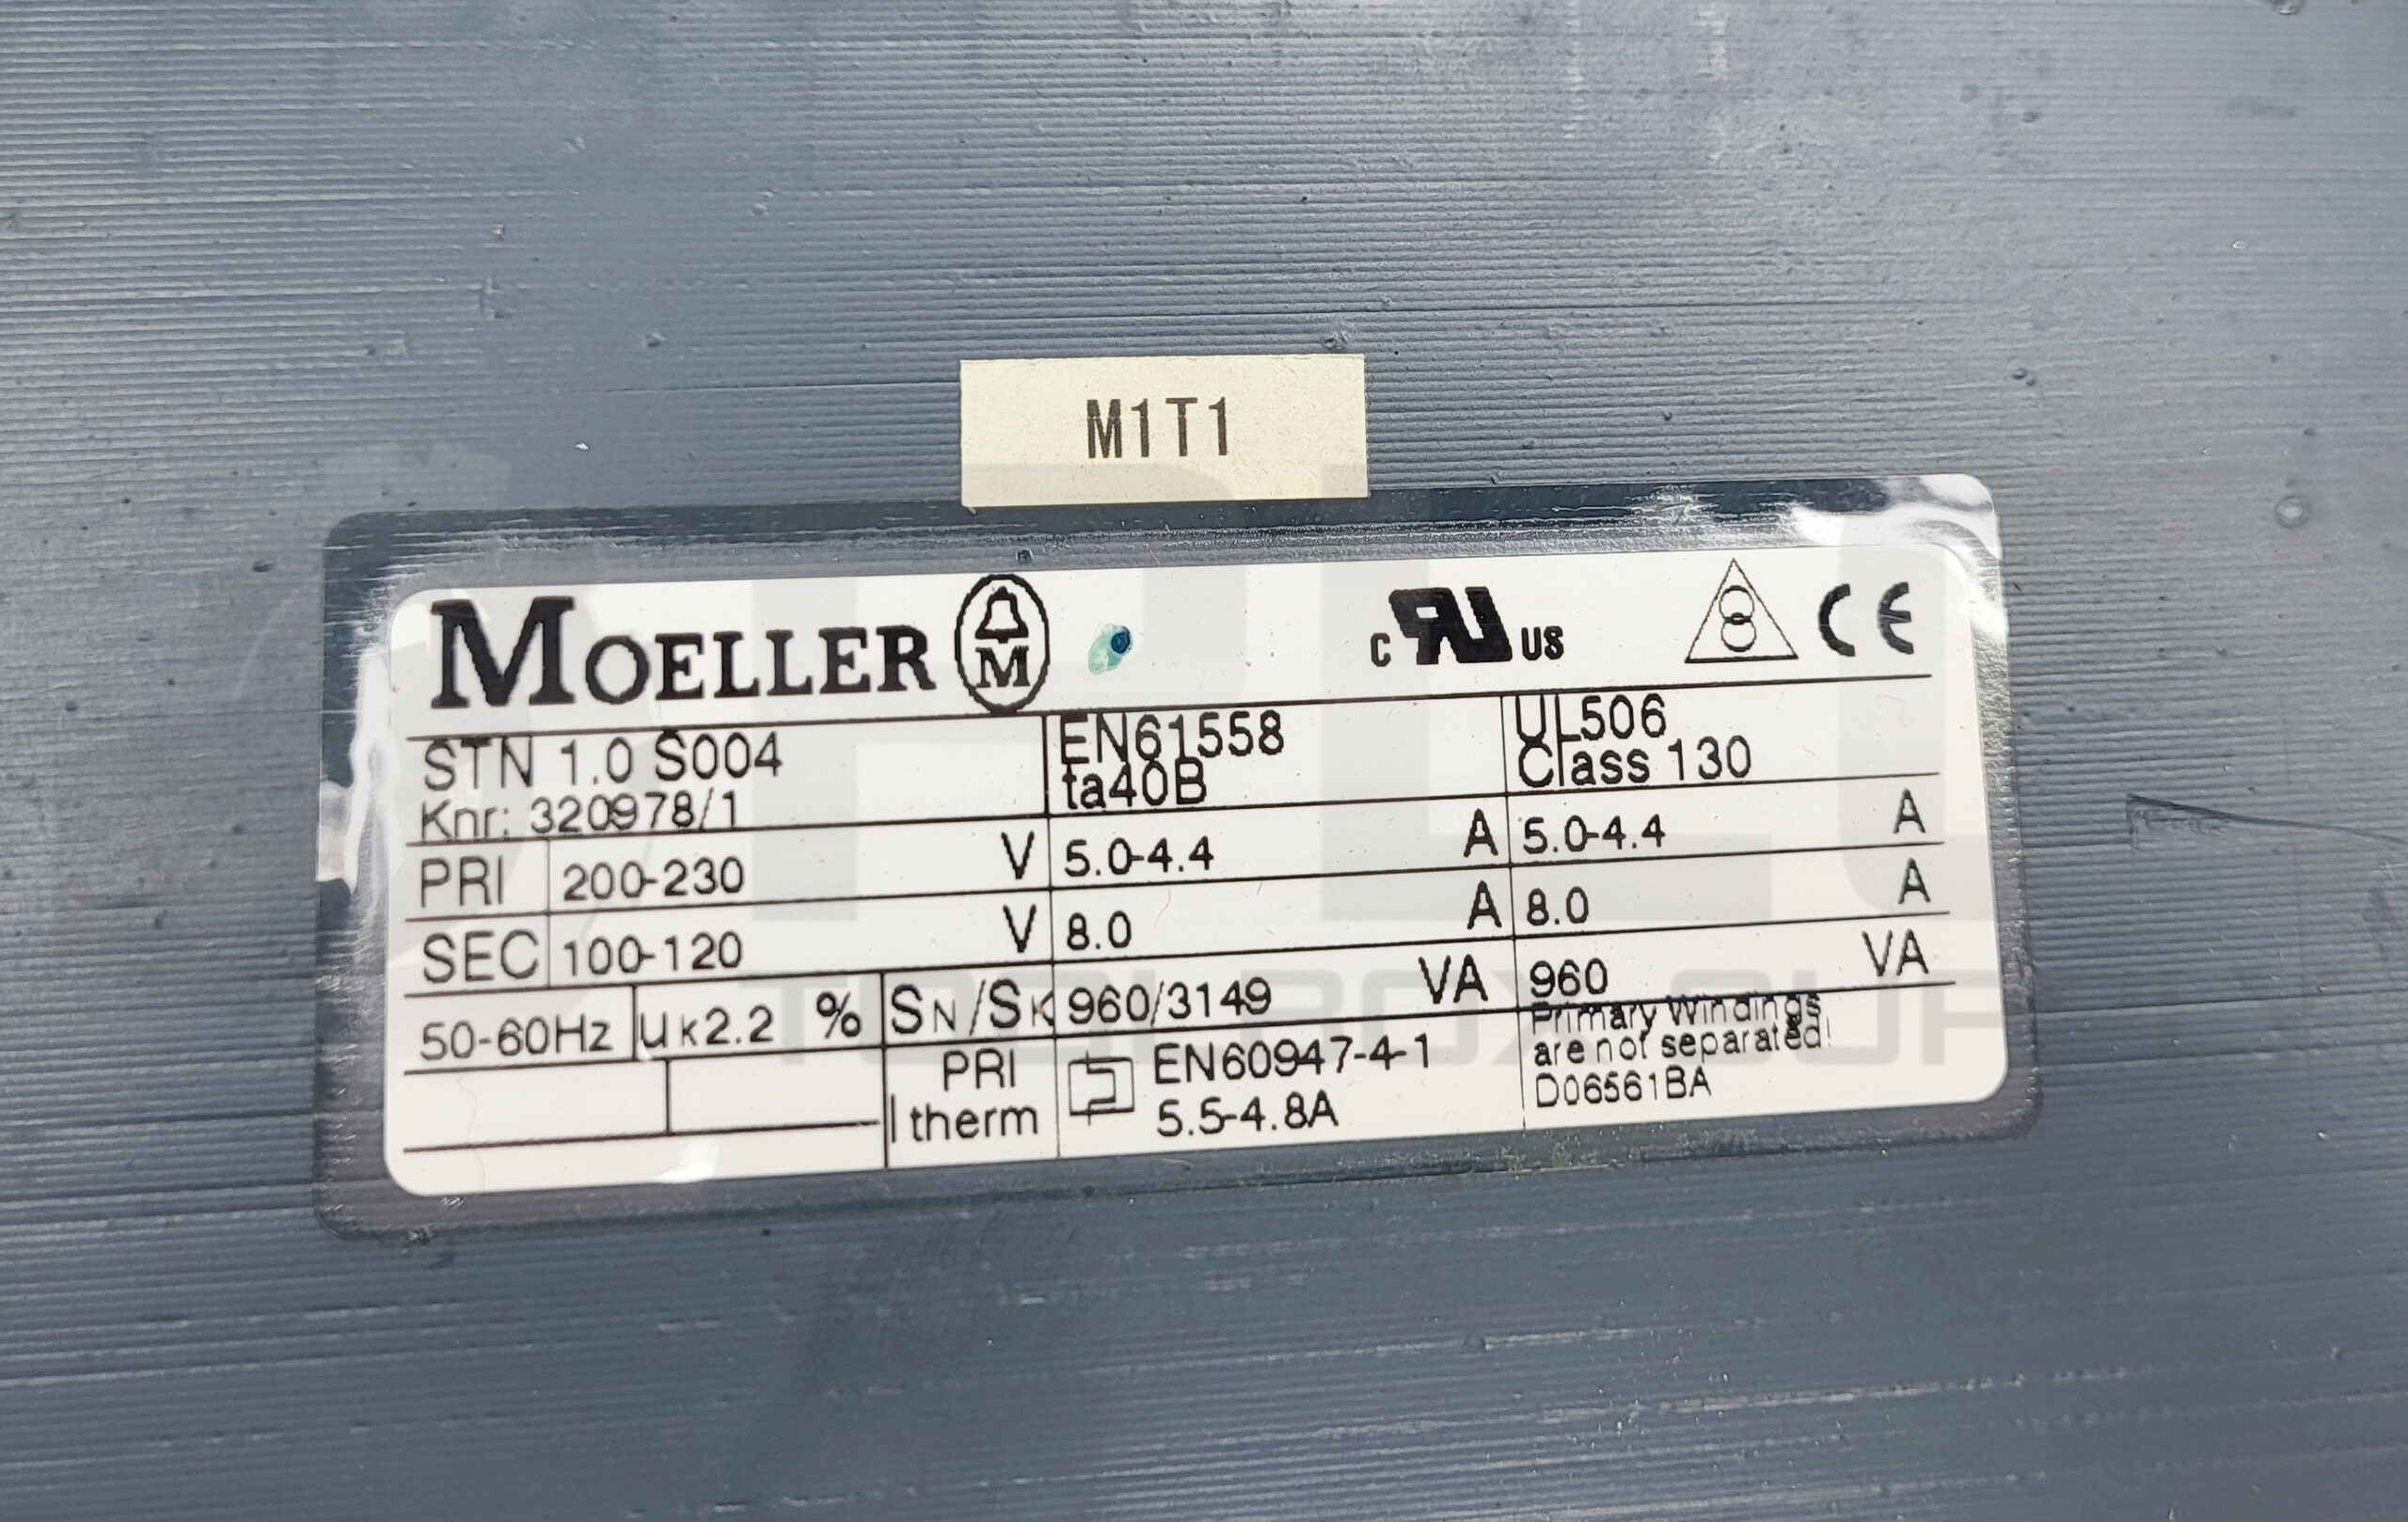 M1T1
MOELLER M c RU US CE
STN 1.0 S004
Knr: 320978/1
EN61558
ta40B
UL506
Class 130
PRI 200-230 V 5.0-4.4 A 5.0-4.4 A
SEC 100-120 V 8.0 A 8.0 A
50-60Hz uK2.2 % SN/SK 960/3149 VA 960 VA
PRI
I therm
EN60947-4-1
5.5-4.8A
Primary Windings
are not separated!
D06561BA
PLC